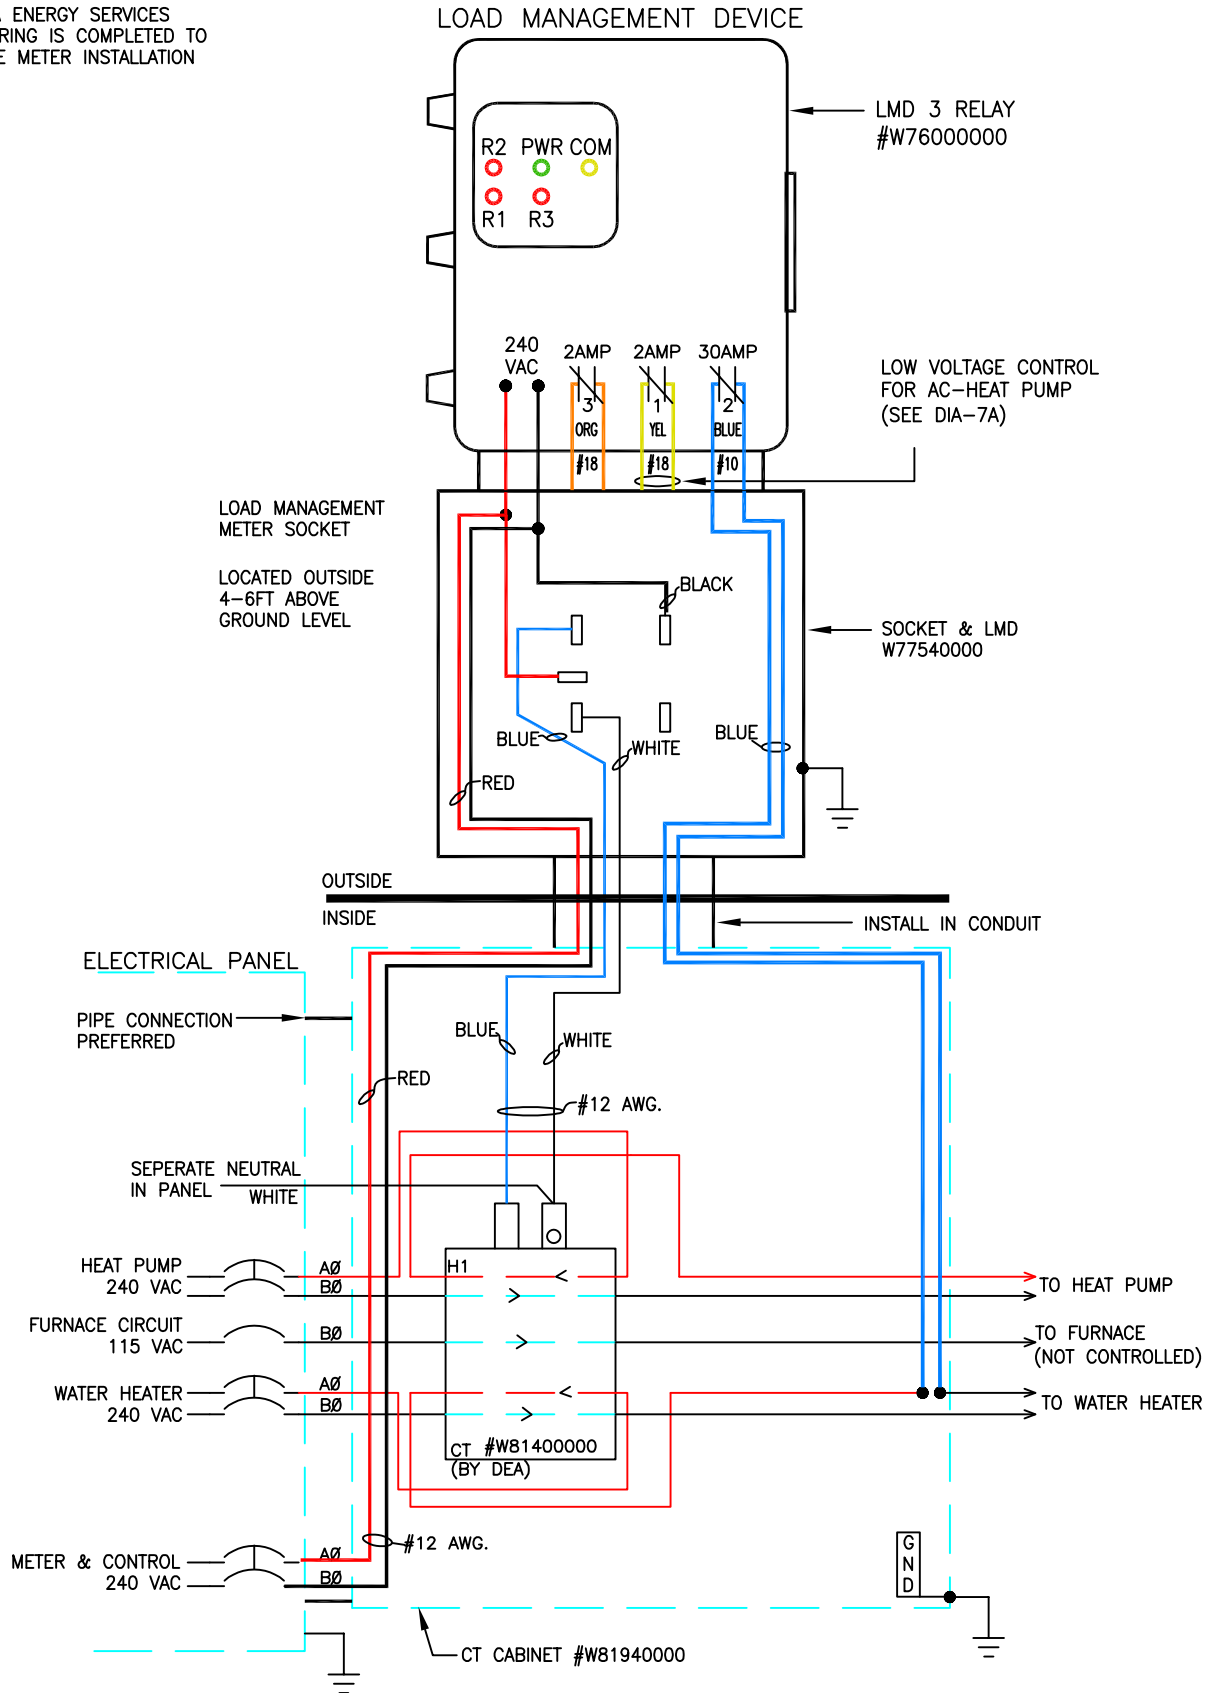 ENERGY SERVICES
RING IS COMPLETED TO
METER INSTALLATION
LOAD MANAGEMENT DEVICE
LMD 3 RELAY
#W76000000
R2 PWR COM
R1 R3
240
VAC
2AMP 2AMP 30AMP
3 1 2
ORG YEL BLUE
#18 #18 #10
LOW VOLTAGE CONTROL
FOR AC-HEAT PUMP
(SEE DIA-7A)
LOAD MANAGEMENT
METER SOCKET
LOCATED OUTSIDE
4-6FT ABOVE
GROUND LEVEL
BLACK
SOCKET & LMD
W77540000
BLUE
WHITE
BLUE
RED
OUTSIDE
INSIDE
INSTALL IN CONDUIT
ELECTRICAL PANEL
PIPE CONNECTION
PREFERRED
BLUE
WHITE
RED
#12 AWG.
SEPERATE NEUTRAL
IN PANEL
WHITE
H1
HEAT PUMP
240 VAC
AØ
BØ
TO HEAT PUMP
FURNACE CIRCUIT
115 VAC
BØ
TO FURNACE
(NOT CONTROLLED)
WATER HEATER
240 VAC
AØ
BØ
TO WATER HEATER
CT #W81400000
(BY DEA)
#12 AWG.
METER & CONTROL
240 VAC
AØ
BØ
GND
CT CABINET #W81940000